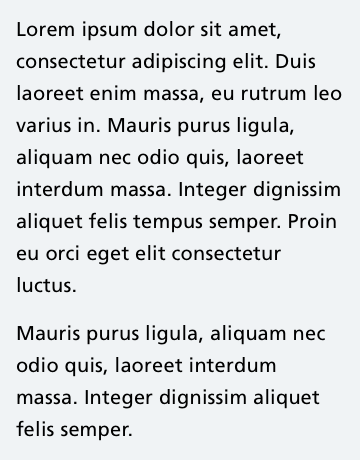 Lorem ipsum dolor sit amet,
consectetur adipiscing elit. Duis
laoreet enim massa, eu rutrum leo
varius in. Mauris purus ligula,
aliquam nec odio quis, laoreet
interdum massa. Integer dignissim
aliquet felis tempus semper. Proin
eu orci eget elit consectetur
luctus.
Mauris purus ligula, aliquam nec
odio quis, laoreet interdum
massa. Integer dignissim aliquet
felis semper.